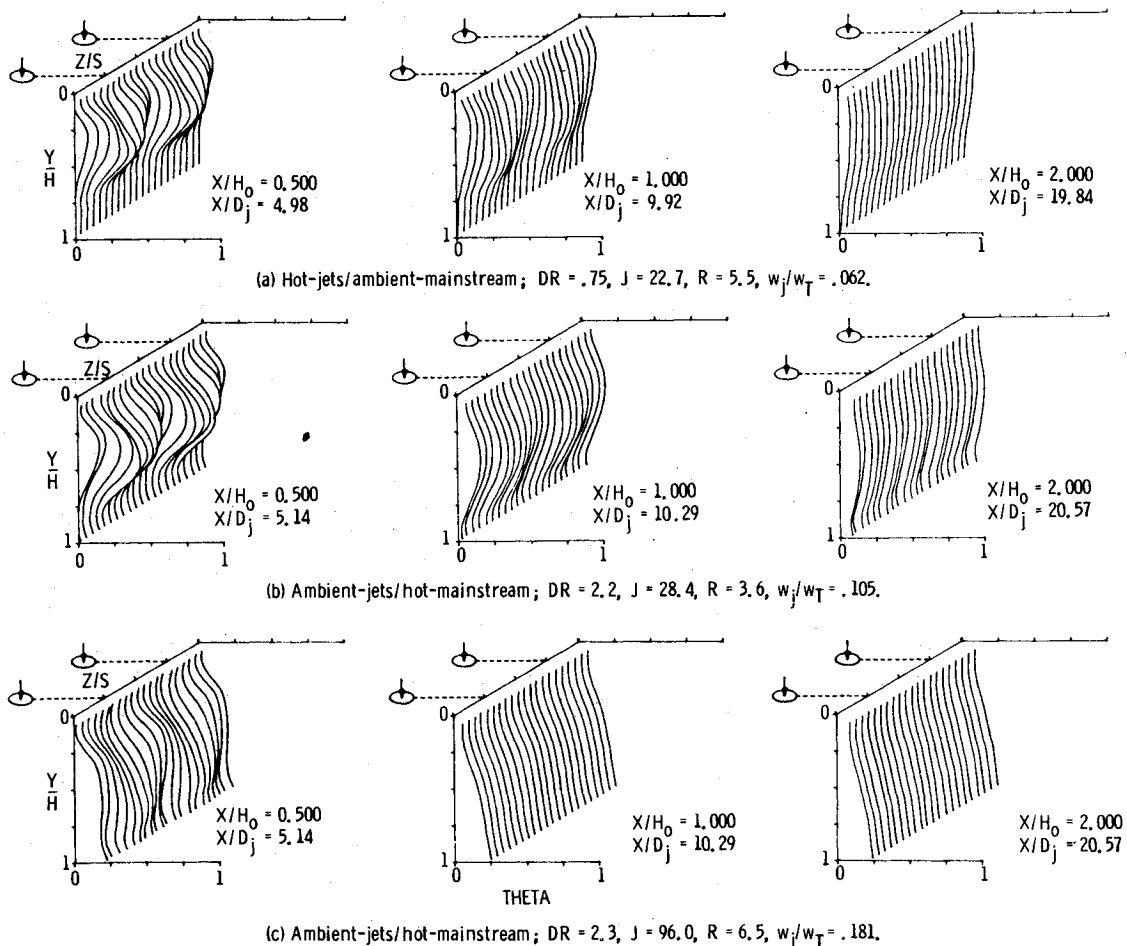 Z/S
0
Y
H
1
0
1
X/H₀ = 0.500
X/Dⱼ = 4.98
0
1
0
1
X/H₀ = 1.000
X/Dⱼ = 9.92
0
1
0
1
X/H₀ = 2.000
X/Dⱼ = 19.84
(a) Hot-jets/ambient-mainstream; DR = .75, J = 22.7, R = 5.5, wⱼ/w_T = .062.
Z/S
0
Y
H
1
0
1
X/H₀ = 0.500
X/Dⱼ = 5.14
0
1
0
1
X/H₀ = 1.000
X/Dⱼ = 10.29
0
1
0
1
X/H₀ = 2.000
X/Dⱼ = 20.57
(b) Ambient-jets/hot-mainstream; DR = 2.2, J = 28.4, R = 3.6, wⱼ/w_T = .105.
Z/S
0
Y
H
1
0
1
X/H₀ = 0.500
X/Dⱼ = 5.14
0
1
0
1
X/H₀ = 1.000
X/Dⱼ = 10.29
THETA
0
1
0
1
X/H₀ = 2.000
X/Dⱼ = 20.57
(c) Ambient-jets/hot-mainstream; DR = 2.3, J = 96.0, R = 6.5, wⱼ/w_T = .181.